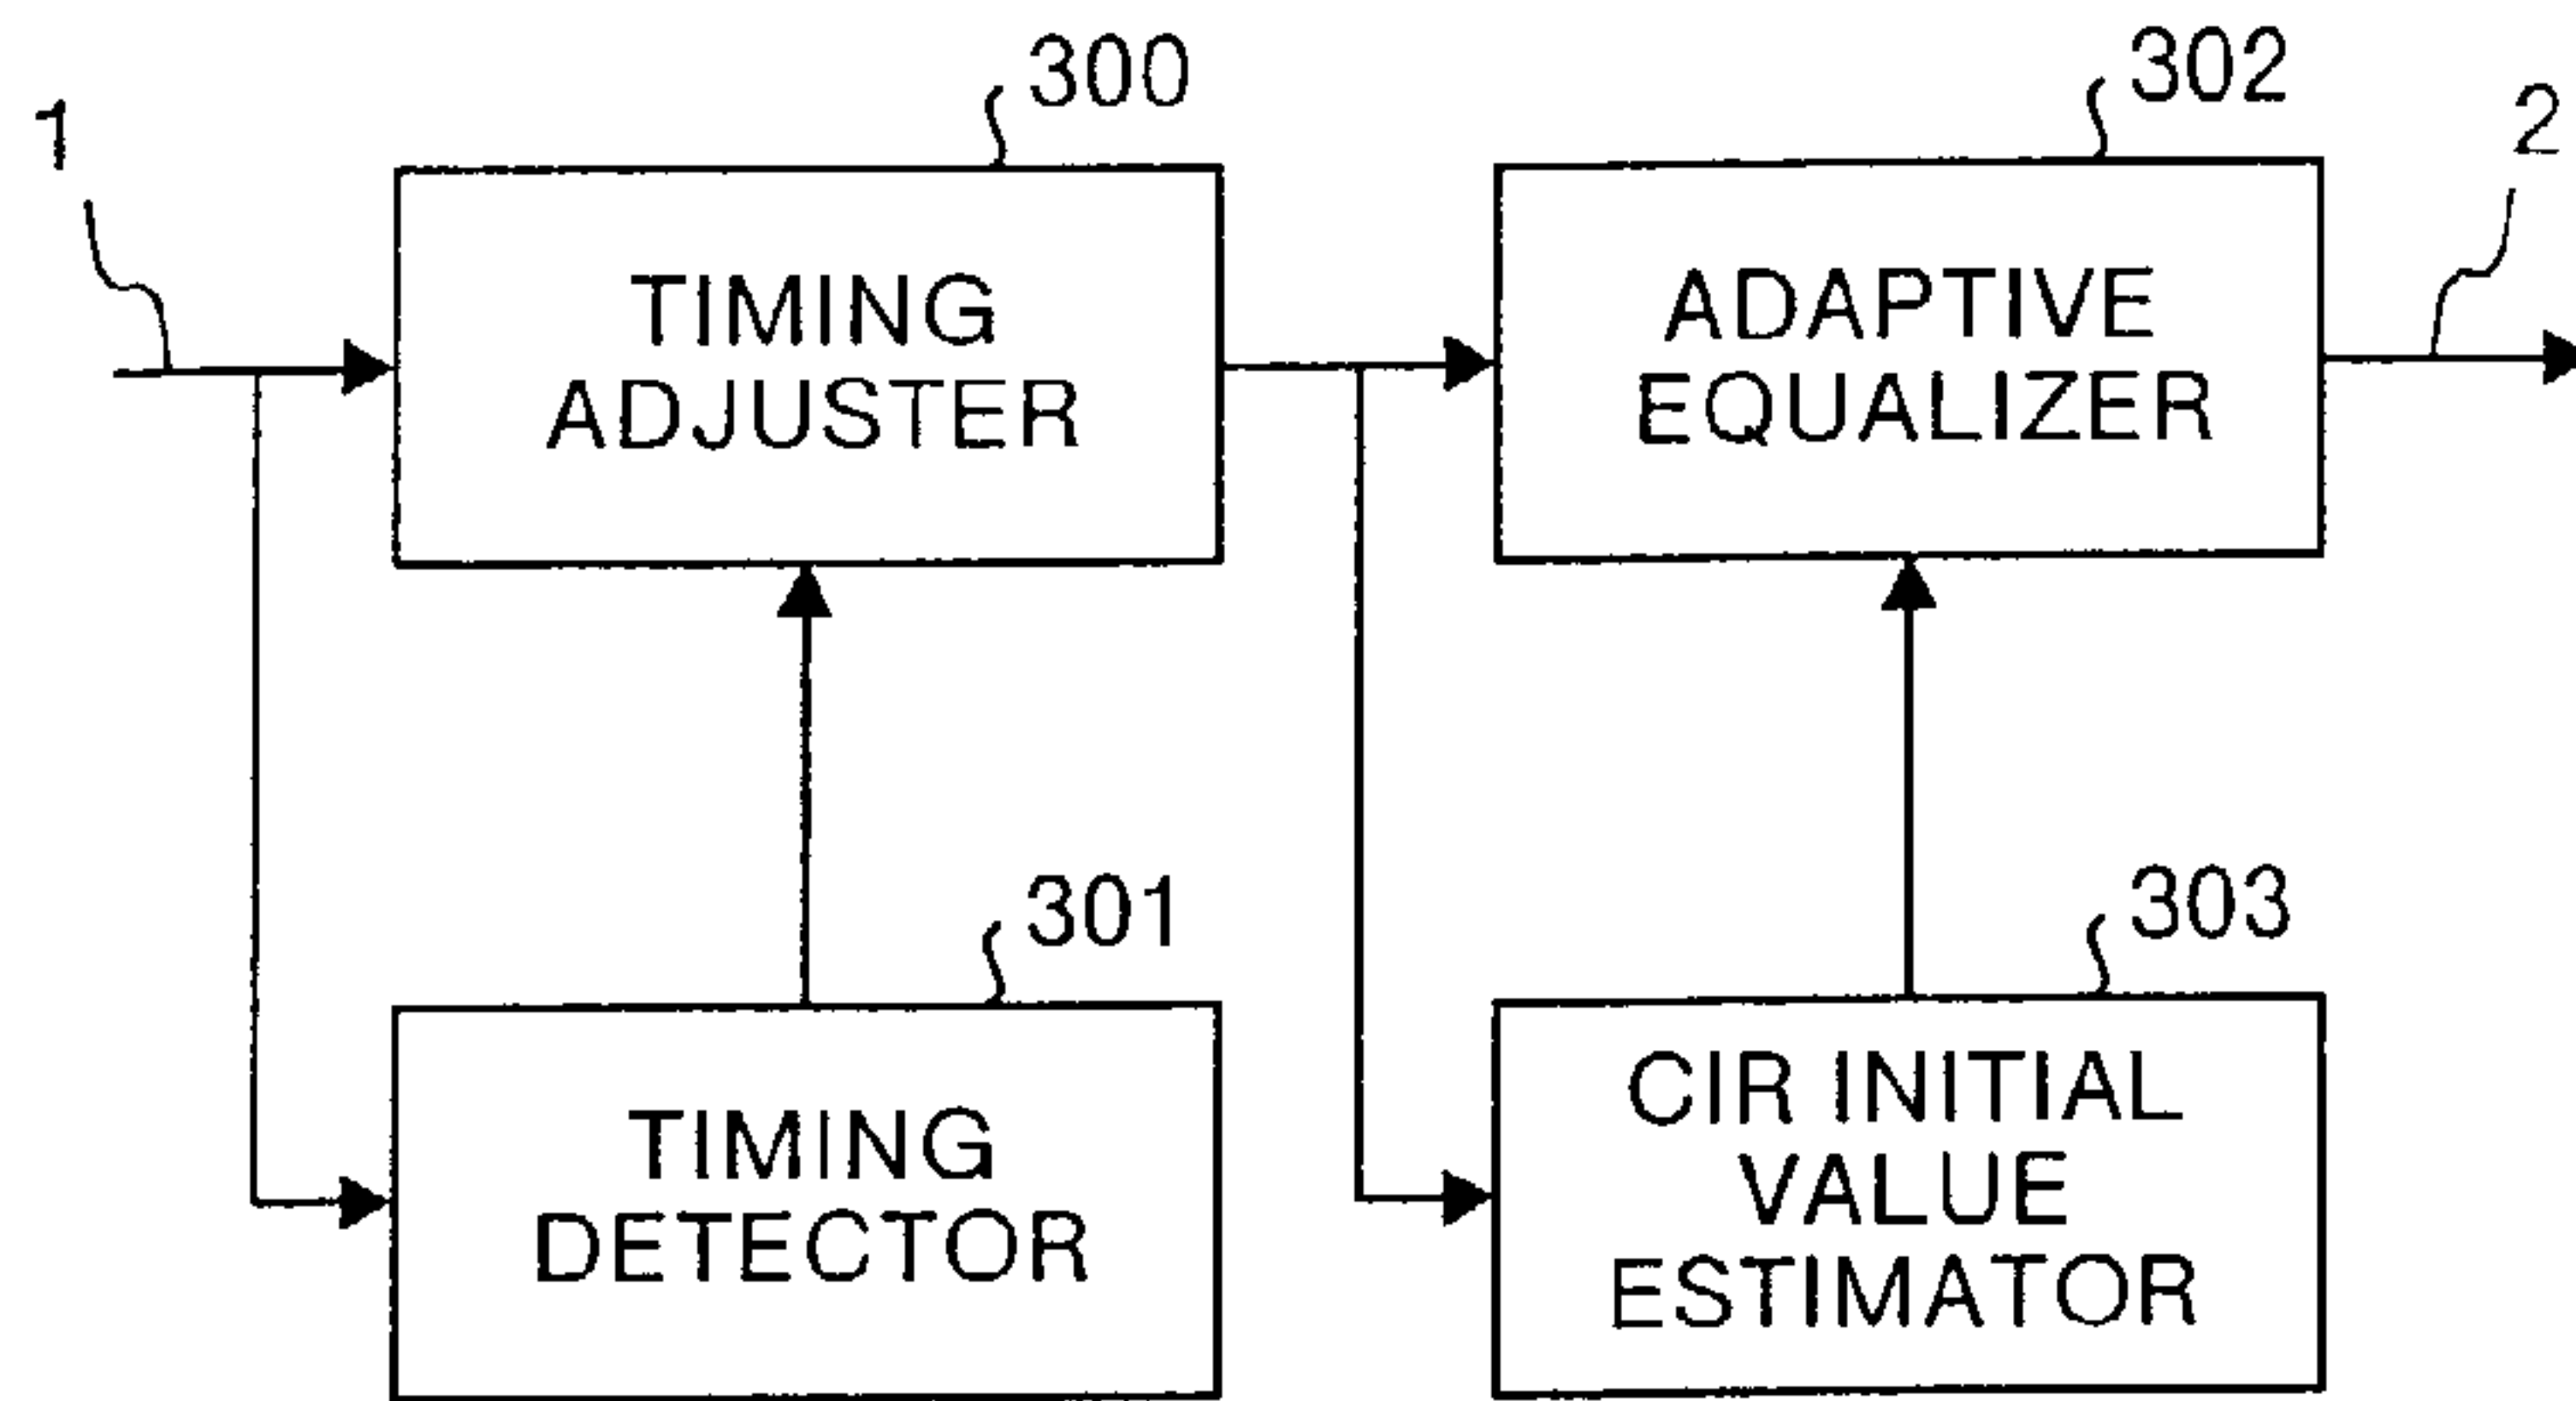 1
300
TIMING
ADJUSTER
302
ADAPTIVE
EQUALIZER
2
301
TIMING
DETECTOR
303
CIR INITIAL
VALUE
ESTIMATOR